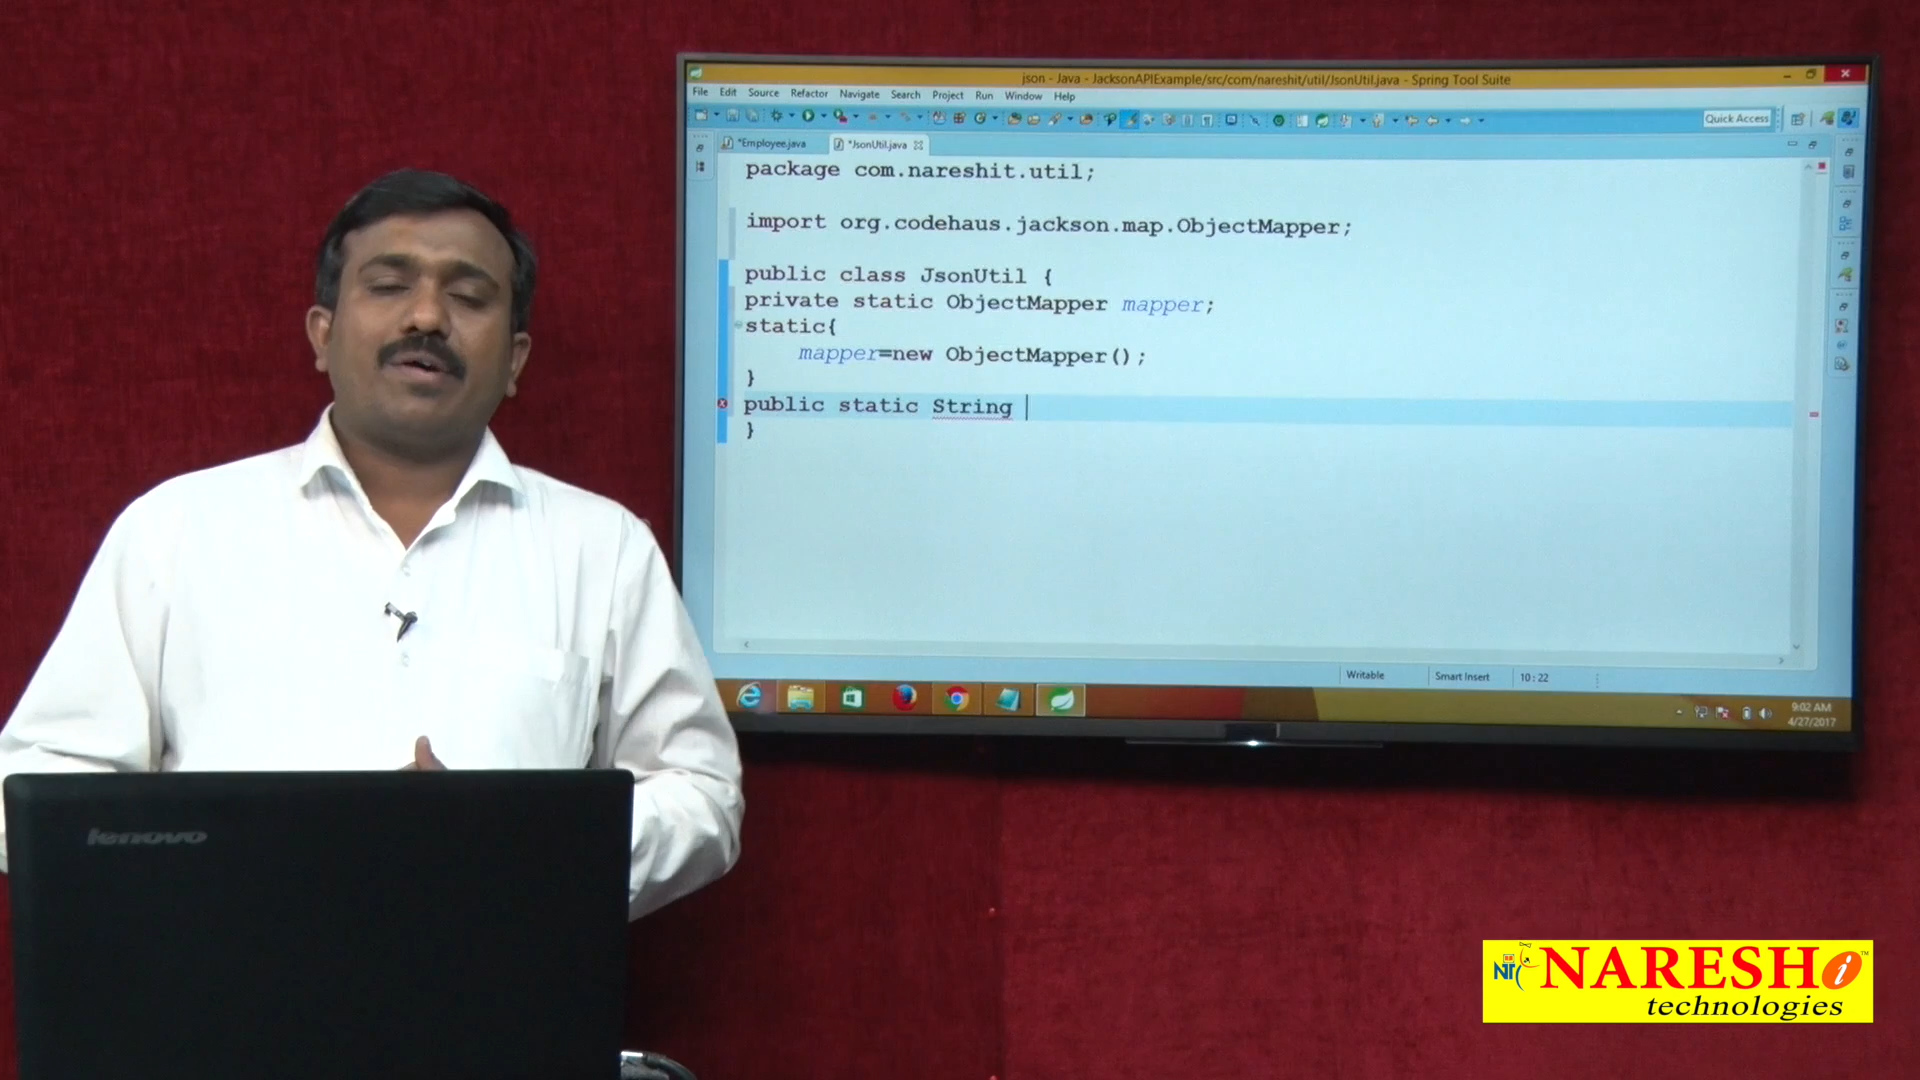 json - Java - JacksonAPIExample/src/com/nareshit/util/JsonUtil.java - Spring Tool Suite
File Edit Source Refactor Navigate Search Project Run Window Help
Quick Access
*Employee.java *JsonUtil.java
package com.nareshit.util;
import org.codehaus.jackson.map.ObjectMapper;
public class JsonUtil {
private static ObjectMapper mapper;
static{
mapper=new ObjectMapper();
}
public static String
}
Writable Smart Insert 10 : 22
9:02 AM
4/27/2017
lenovo
NARESH i ™
technologies